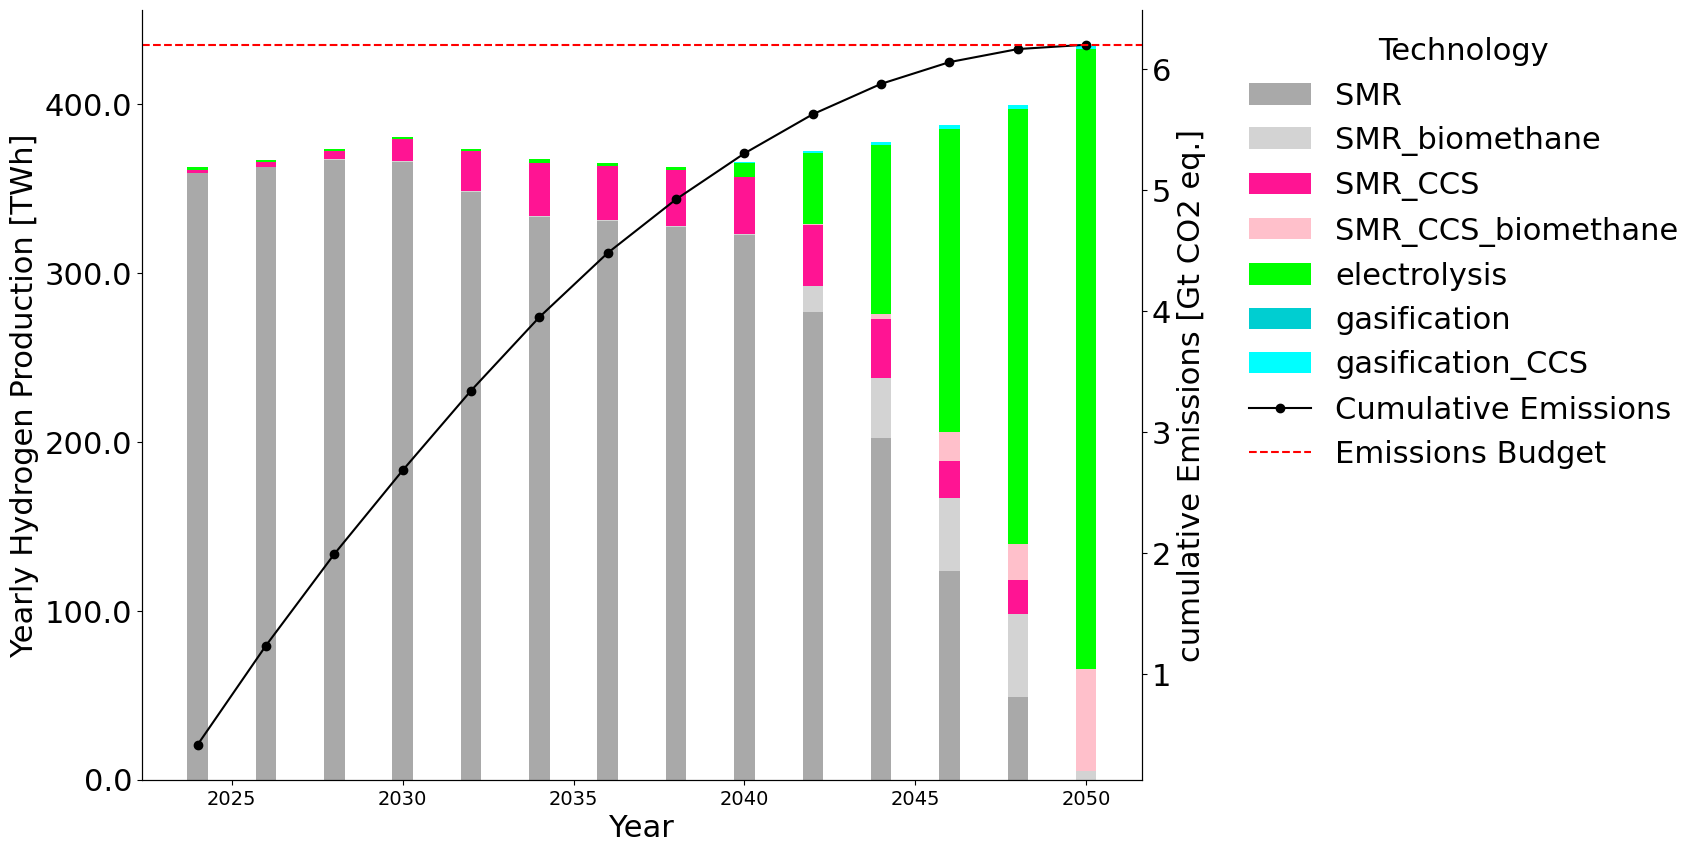 Yearly Hydrogen Production [TWh]
400.0
300.0
200.0
100.0
0.0
2025
2030
2035
2040
2045
2050
Year
6
5
4
3
2
1
cumulative Emissions [Gt CO2 eq.]
Technology
SMR
SMR_biomethane
SMR_CCS
SMR_CCS_biomethane
electrolysis
gasification
gasification_CCS
Cumulative Emissions
Emissions Budget